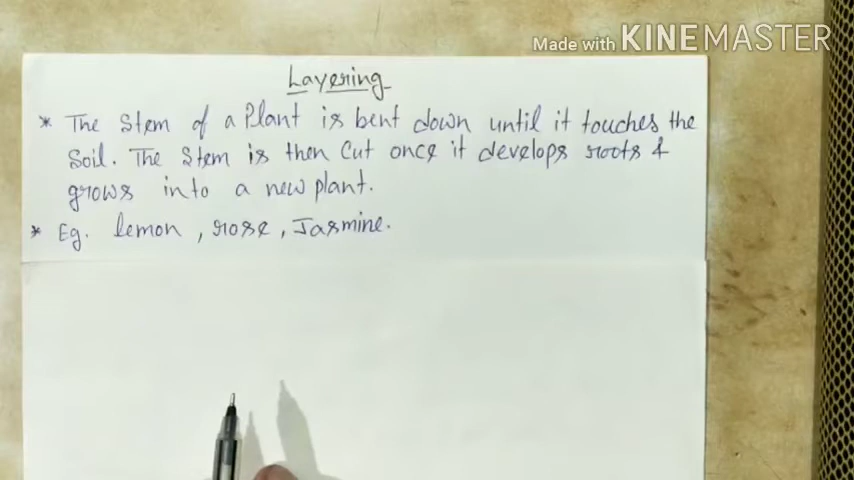 Made with KINEMASTER
Layering
* The Stem of a Plant is bent down until it touches the
Soil. The Stem is then Cut once it develops roots &
grows into a new plant.
* Eg. lemon, rose, Jasmine.